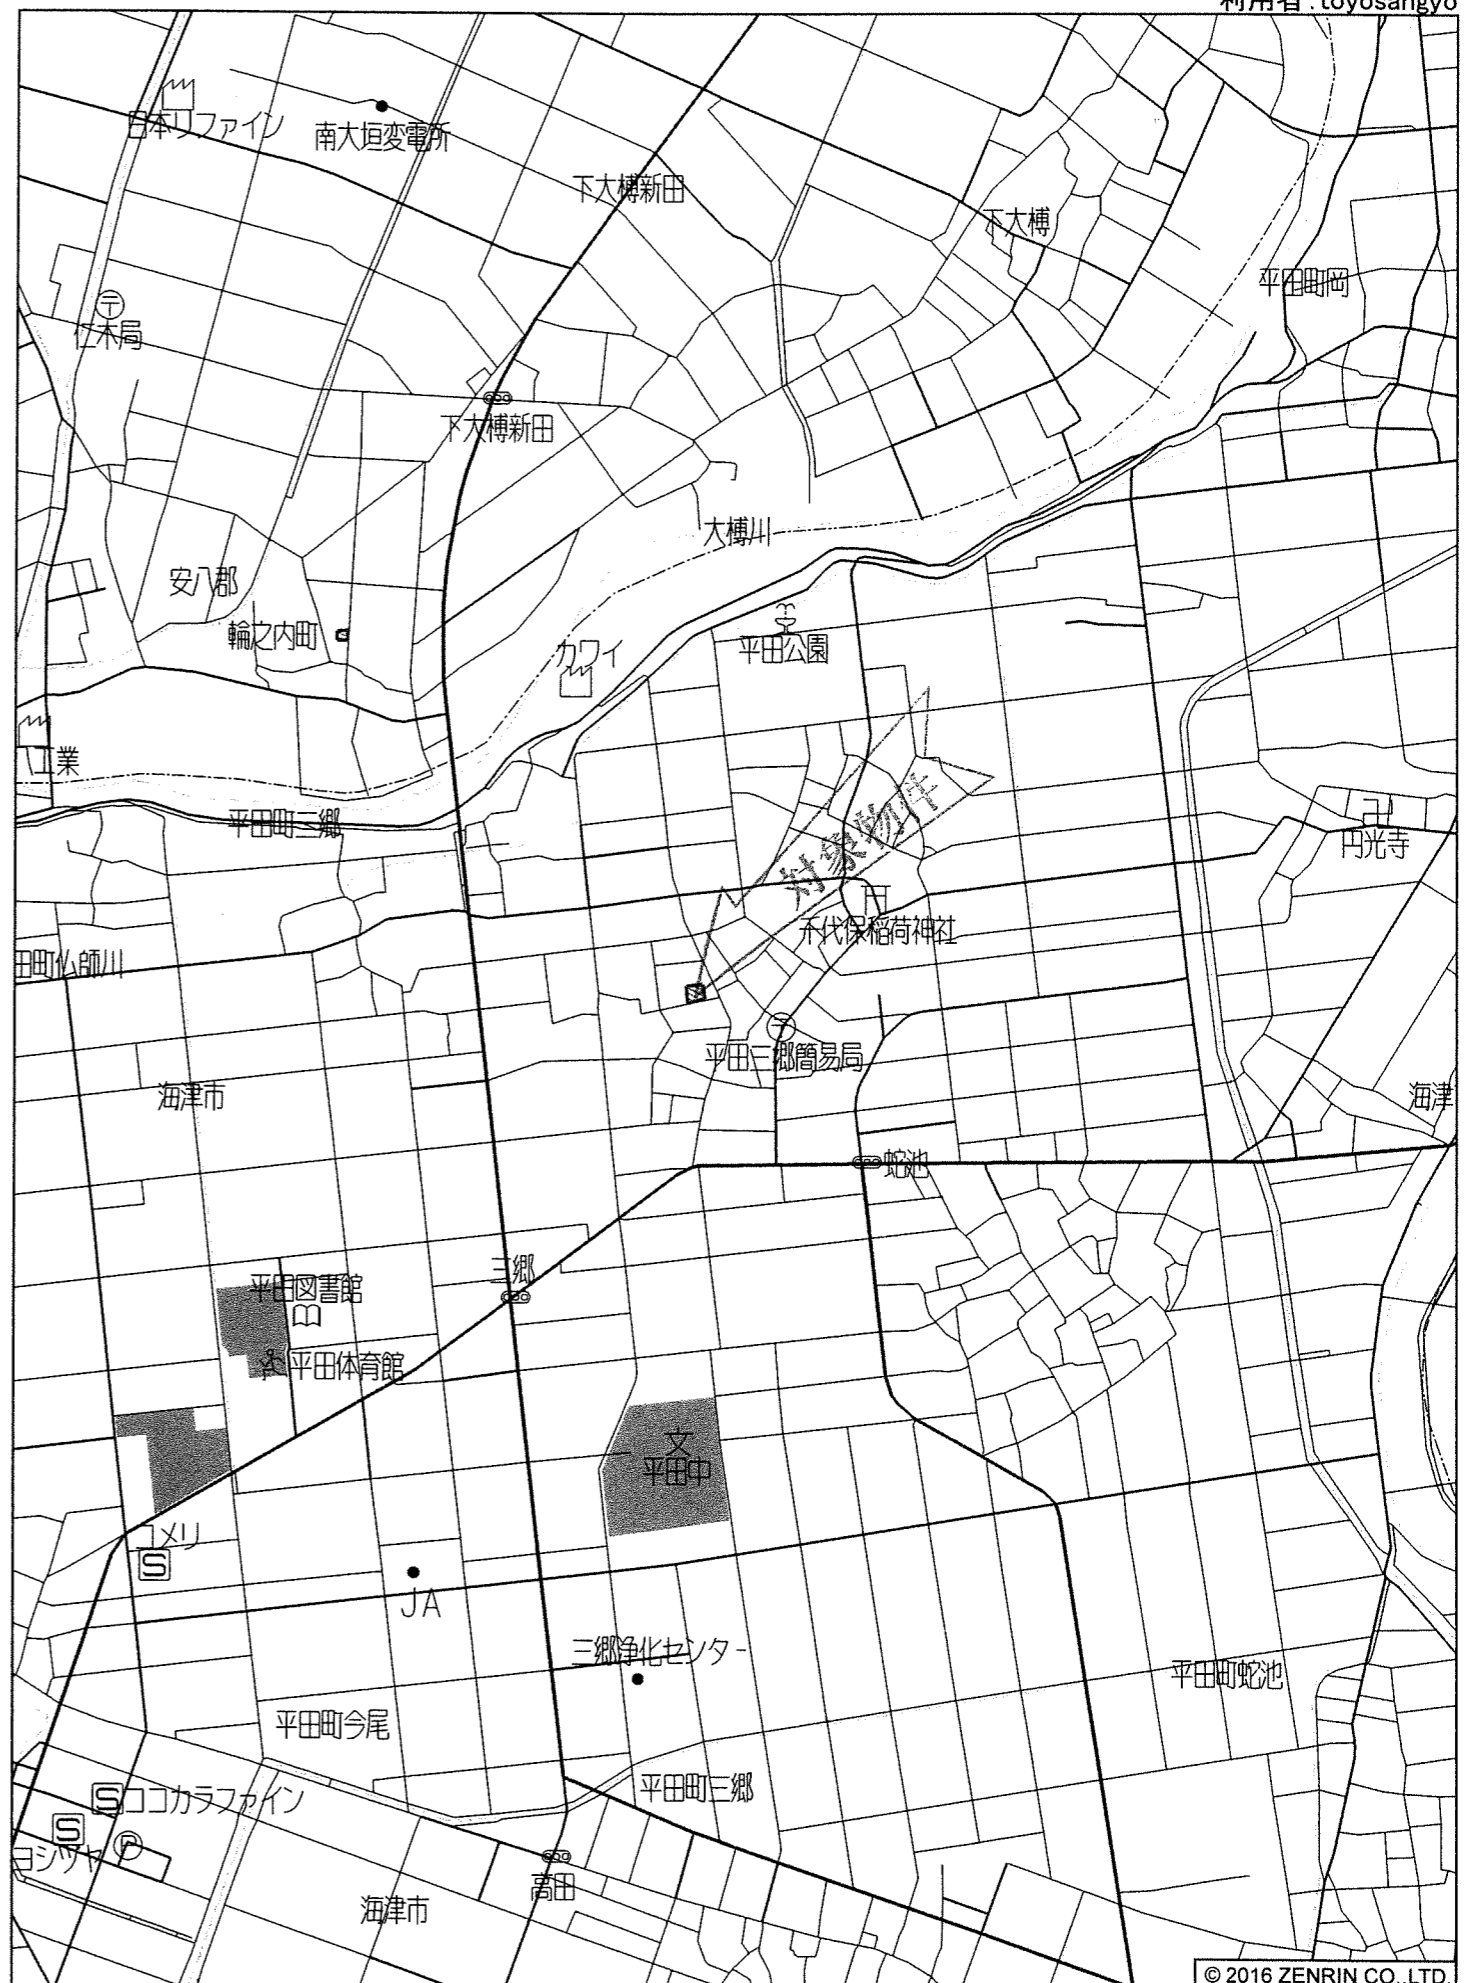 利用者:toyosangyo
日本リファイン
南大垣変電所
下大榑新田
下大榑
平田町岡
〒
仁木局
下大榑新田
大榑川
安八郡
輪之内町
カワイ
平田公園
工業
平田町三郷
対象物件
円光寺
千代保稲荷神社
田町仏師川
〒
平田三郷簡易局
海津市
海津
蛇池
三郷
平田図書館
平田体育館
文
平田中
コメリ
S
JA
三郷浄化センター
平田町蛇池
平田町今尾
平田町三郷
S
ココカラファイン
S
ヨシヅヤ
P
高田
海津市
© 2016 ZENRIN CO.,LTD.